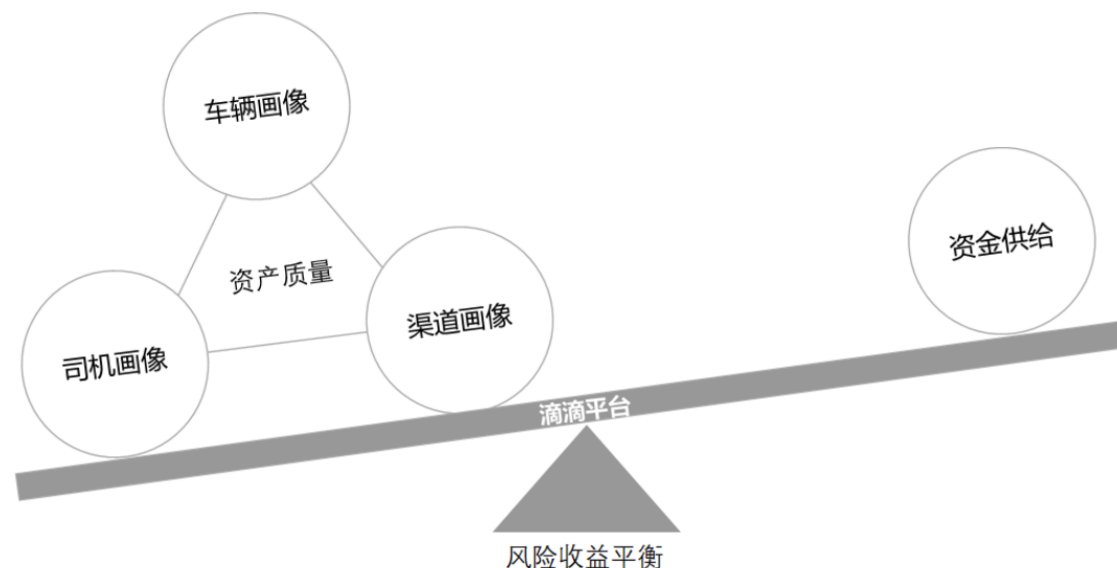 车辆画像
资产质量
司机画像
渠道画像
资金供给
滴滴平台
风险收益平衡